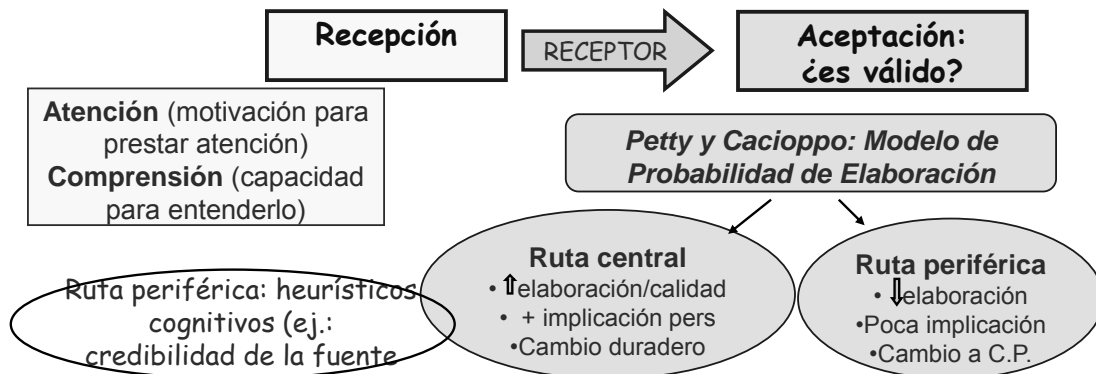 Recepción
RECEPTOR
Aceptación:
¿es válido?
Atención (motivación para
prestar atención)
Comprensión (capacidad
para entenderlo)
Petty y Cacioppo: Modelo de
Probabilidad de Elaboración
Ruta central
• ⇧elaboración/calidad
• + implicación pers
•Cambio duradero
Ruta periférica
• ⇩elaboración
•Poca implicación
•Cambio a C.P.
Ruta periférica: heurísticos
cognitivos (ej.:
credibilidad de la fuente